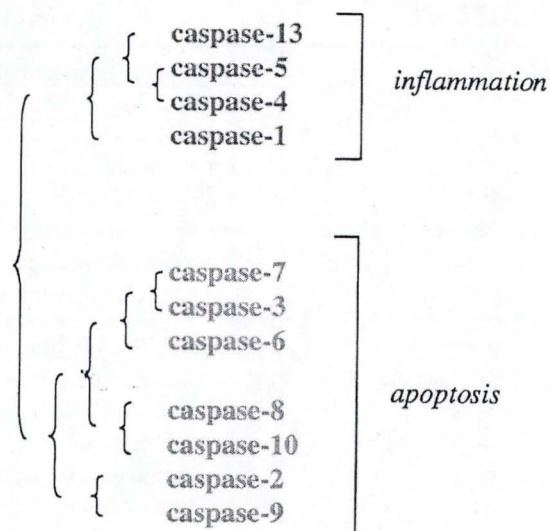 caspase-13
caspase-5
caspase-4
caspase-1
inflammation
caspase-7
caspase-3
caspase-6
caspase-8
caspase-10
caspase-2
caspase-9
apoptosis